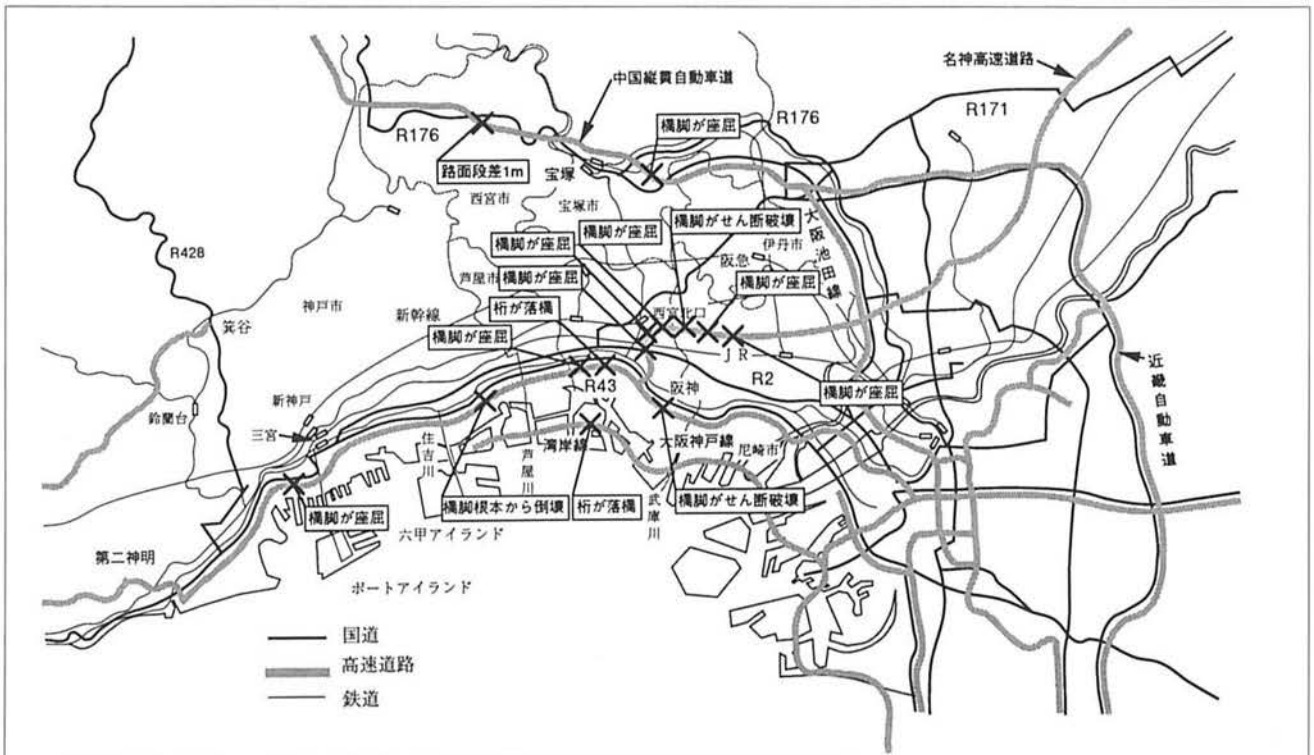 名神高速道路
中国縦貫自動車道
R171
R176
R176
橋脚が座屈
路面段差1m
宝塚
西宮市
宝塚市
橋脚がせん断破壊
大阪池田線
橋脚が座屈
橋脚が座屈
伊丹市
R428
阪急
芦屋市
橋脚が座屈
橋脚が座屈
神戸市
桁が落橋
箕谷
新幹線
西宮北口
橋脚が座屈
JR
近畿自動車道
R2
R43
阪神
橋脚が座屈
新神戸
鈴蘭台
三宮
住吉川
芦屋川
湾岸線
大阪神戸線
尼崎市
武庫川
橋脚が座屈
橋脚根本から倒壊
桁が落橋
橋脚がせん断破壊
六甲アイランド
第二神明
ポートアイランド
国道
高速道路
鉄道